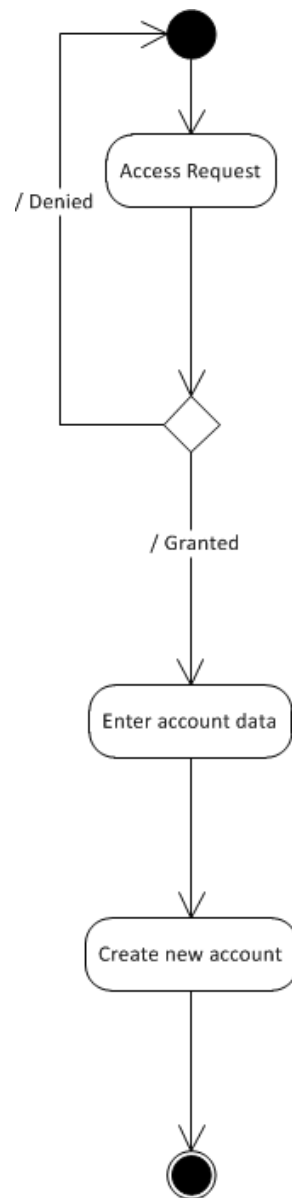 Access Request
/ Denied
/ Granted
Enter account data
Create new account